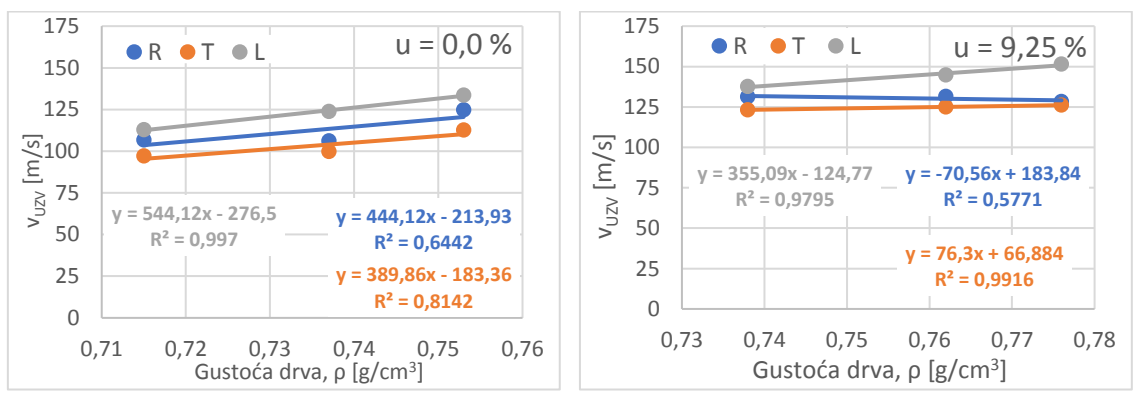 u = 0,0 %
R T L
v_UZV [m/s]
175
150
125
100
75
50
25
0
y = 544,12x - 276,5
R² = 0,997
y = 444,12x - 213,93
R² = 0,6442
y = 389,86x - 183,36
R² = 0,8142
0,71 0,72 0,73 0,74 0,75 0,76
Gustoća drva, ρ [g/cm³]
u = 9,25 %
R T L
v_UZV [m/s]
175
150
125
100
75
50
25
0
y = 355,09x - 124,77
R² = 0,9795
y = -70,56x + 183,84
R² = 0,5771
y = 76,3x + 66,884
R² = 0,9916
0,73 0,74 0,75 0,76 0,77 0,78
Gustoća drva, ρ [g/cm³]